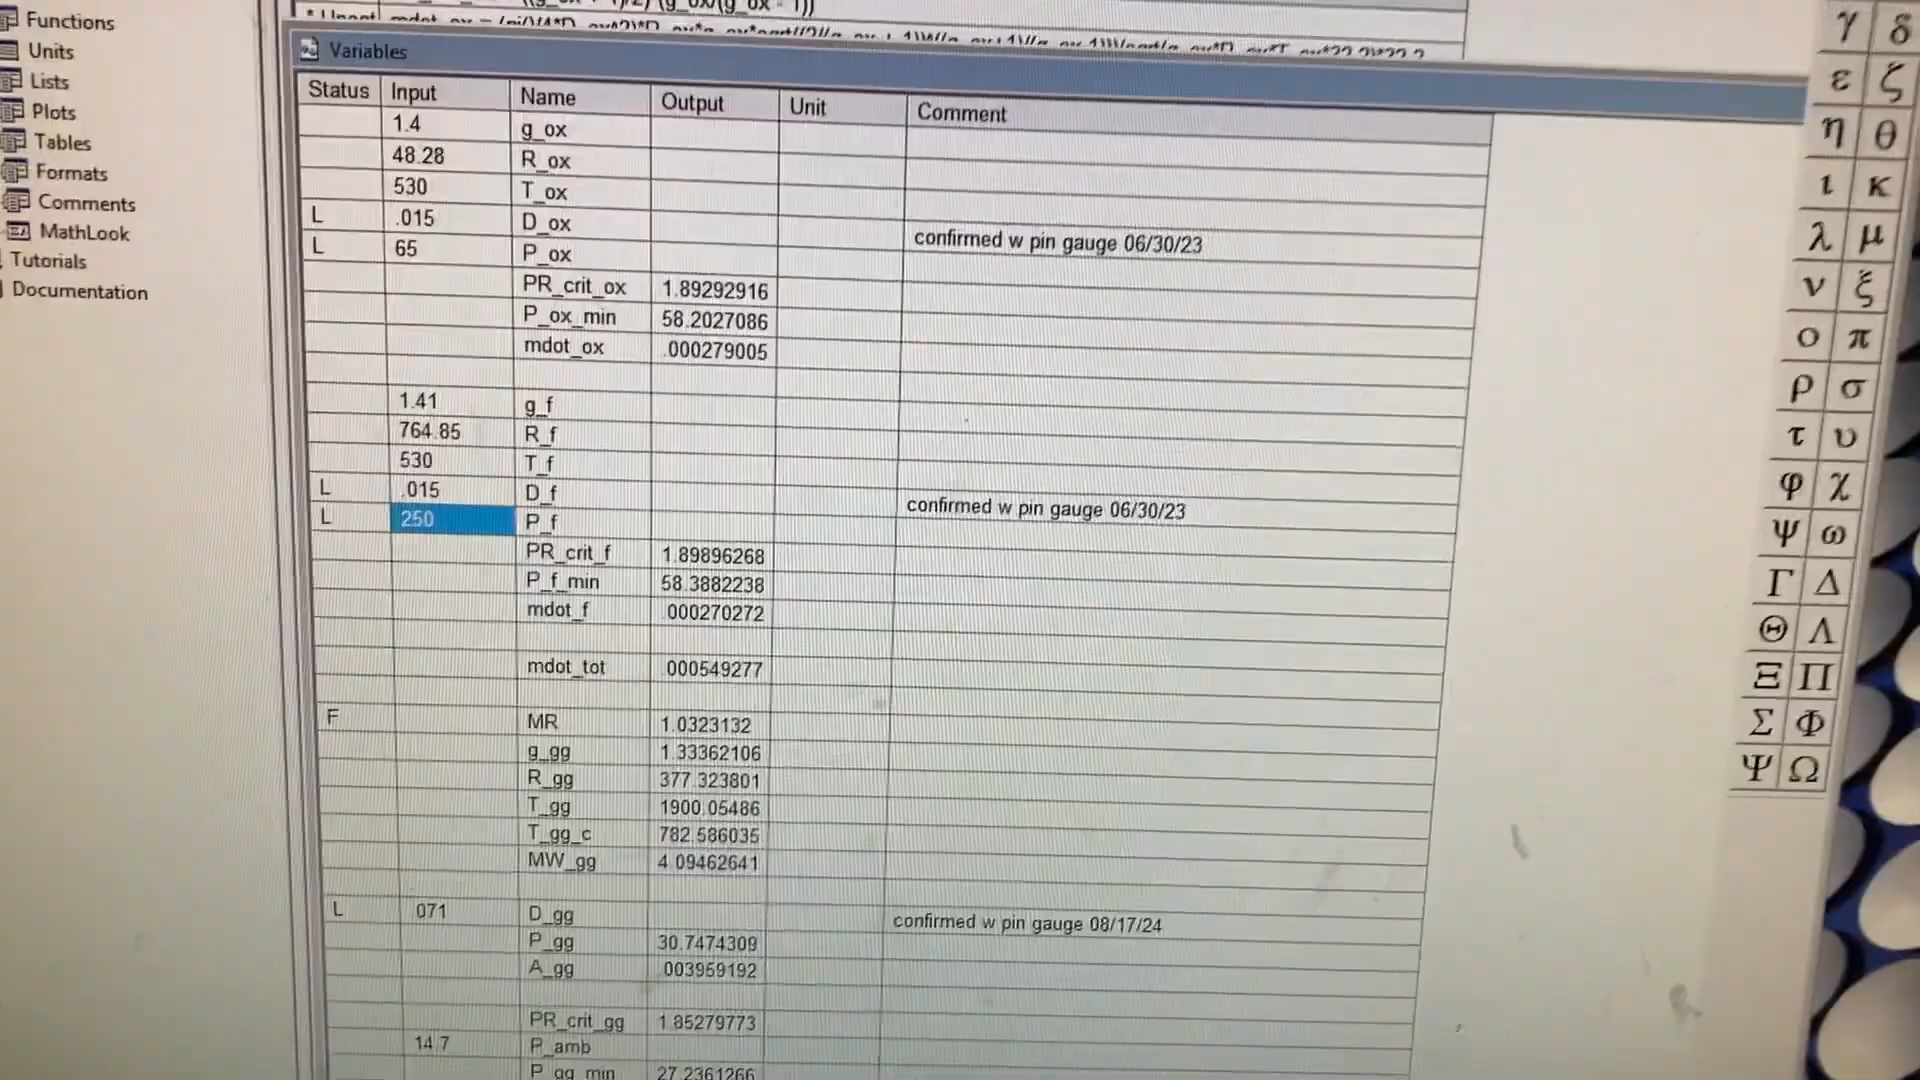 Functions
Units
Lists
Plots
Tables
Formats
Comments
MathLook
Tutorials
Documentation
Variables
Status Input Name Output Unit Comment
1.4 g_ox
48.28 R_ox
530 T_ox
L .015 D_ox confirmed w pin gauge 06/30/23
L 65 P_ox
PR_crit_ox 1.89292916
P_ox_min 58.2027086
mdot_ox .000279005
1.41 g_f
764.85 R_f
530 T_f
L .015 D_f confirmed w pin gauge 06/30/23
L 250 P_f
PR_crit_f 1.89896268
P_f_min 58.3882238
mdot_f .000270272
mdot_tot .000549277
F MR 1.0323132
g_gg 1.33362106
R_gg 377.323801
T_gg 1900.05486
T_gg_c 782.586035
MW_gg 4.09462641
L .071 D_gg confirmed w pin gauge 08/17/24
P_gg 30.7474309
A_gg .003959192
PR_crit_gg 1.85279773
14.7 P_amb
P_gg_min 27.2361266
γ δ
ε ζ
η θ
ι κ
λ μ
ν ξ
ο π
ρ σ
τ υ
φ χ
ψ ω
Γ Δ
Θ Λ
Ξ Π
Σ Φ
Ψ Ω